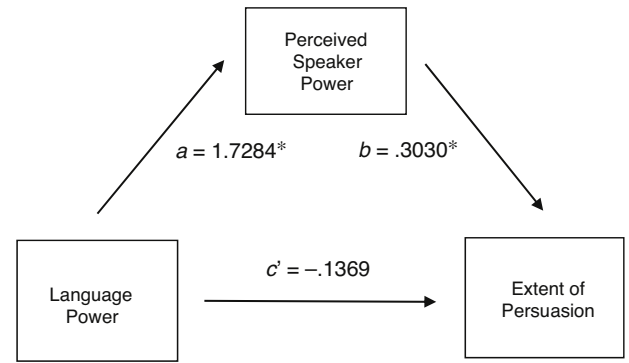 Perceived
Speaker
Power
a = 1.7284*
b = .3030*
c’ = –.1369
Language
Power
Extent of
Persuasion